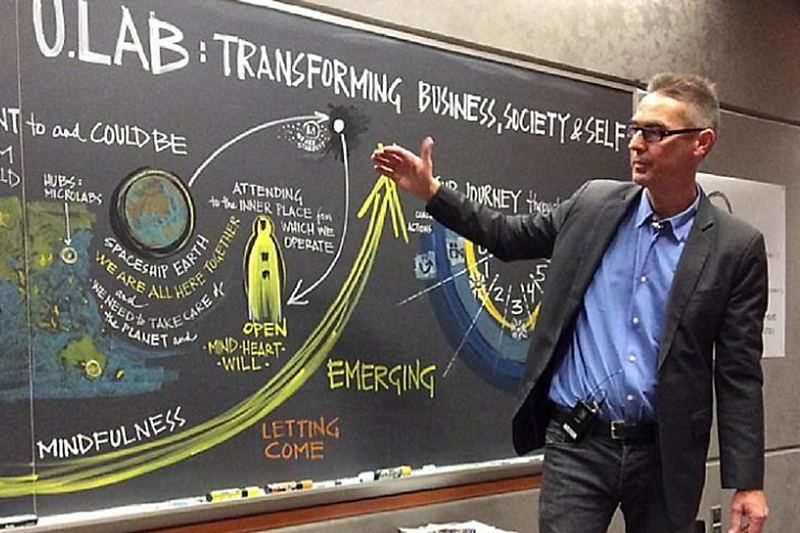 U.LAB: TRANSFORMING BUSINESS, SOCIETY & SELF
to and COULD BE
HUBS:
MICROLABS
SPACESHIP EARTH
WE ARE ALL HERE TOGETHER
and
WE NEED to TAKE CARE of
the PLANET and
ATTENDING
to the INNER PLACE from
WHICH WE
OPERATE
OPEN
-MIND-HEART-
WILL-
JOURNEY through
ACTIONS
1 2 3 4 5
EMERGING
MINDFULNESS
LETTING
COME